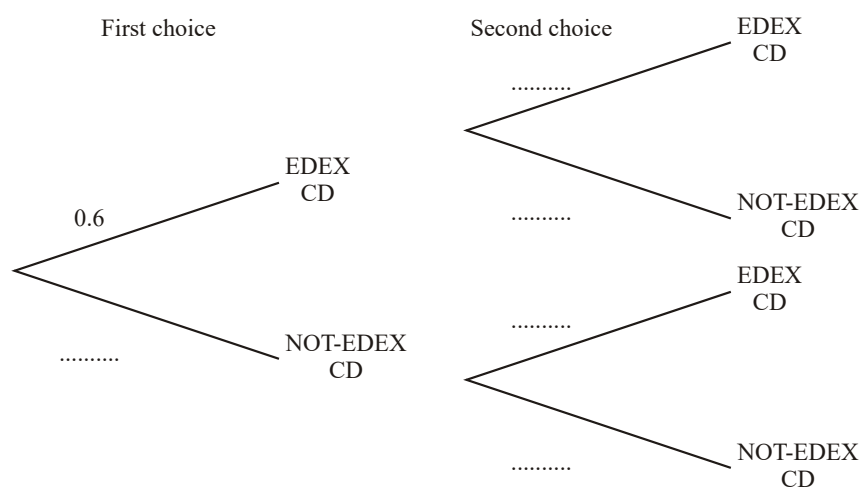 First choice
Second choice
EDEX
CD
..........
EDEX
CD
0.6
NOT-EDEX
CD
..........
EDEX
CD
..........
NOT-EDEX
CD
..........
NOT-EDEX
CD
..........